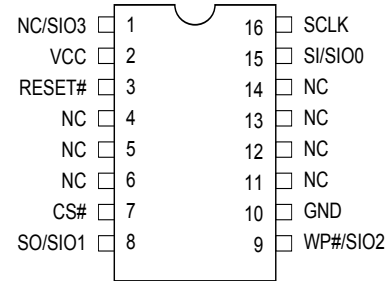 NC/SIO3 1 16 SCLK
VCC 2 15 SI/SIO0
RESET# 3 14 NC
NC 4 13 NC
NC 5 12 NC
NC 6 11 NC
CS# 7 10 GND
SO/SIO1 8 9 WP#/SIO2